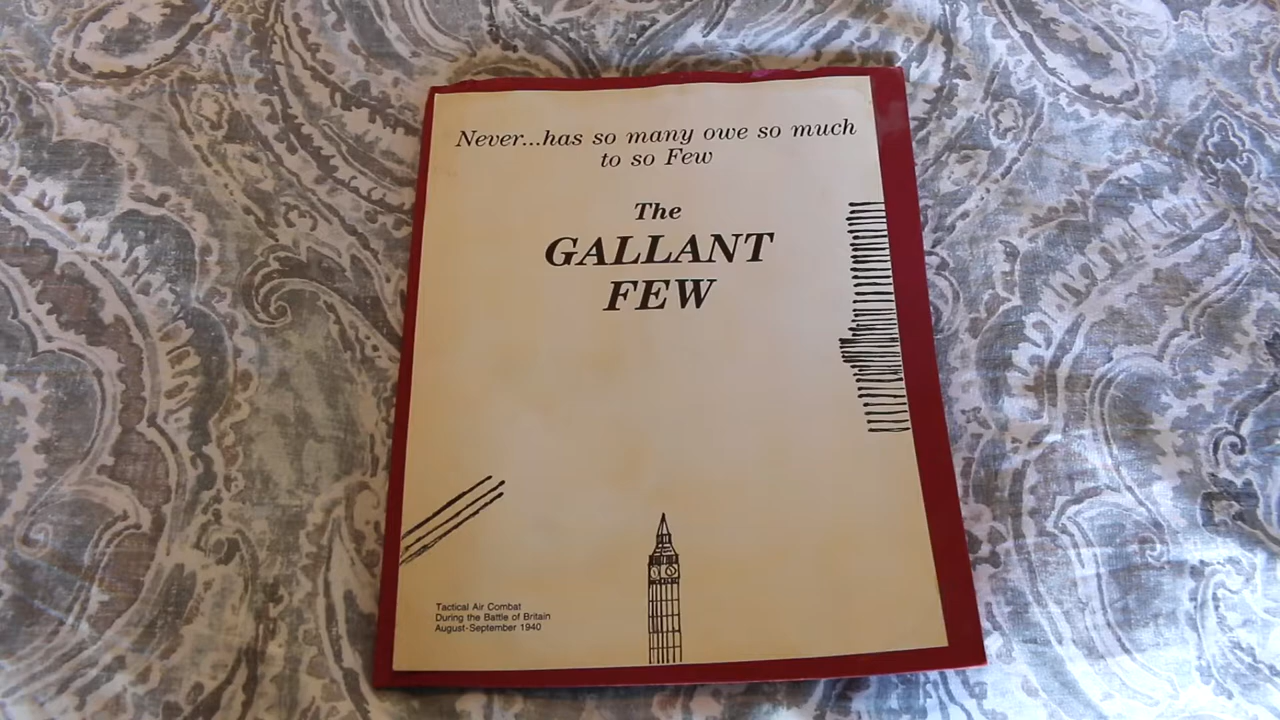 Never...has so many owe so much
to so Few
The
GALLANT
FEW
Tactical Air Combat
During the Battle of Britain
August-September 1940